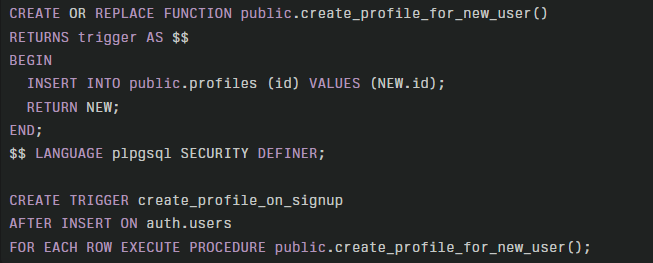 CREATE OR REPLACE FUNCTION public.create_profile_for_new_user()
RETURNS trigger AS $$
BEGIN
  INSERT INTO public.profiles (id) VALUES (NEW.id);
  RETURN NEW;
END;
$$ LANGUAGE plpgsql SECURITY DEFINER;

CREATE TRIGGER create_profile_on_signup
AFTER INSERT ON auth.users
FOR EACH ROW EXECUTE PROCEDURE public.create_profile_for_new_user();